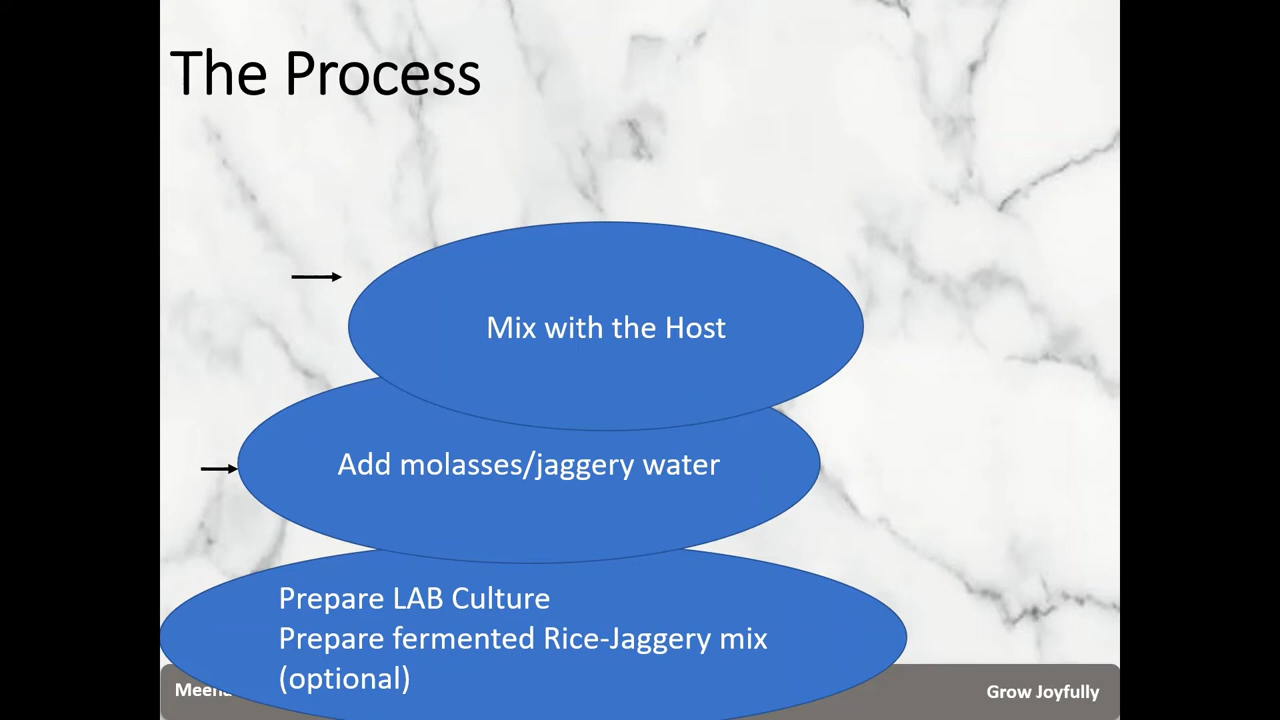 The Process
Mix with the Host
Add molasses/jaggery water
Prepare LAB Culture
Prepare fermented Rice-Jaggery mix
(optional)
Grow Joyfully